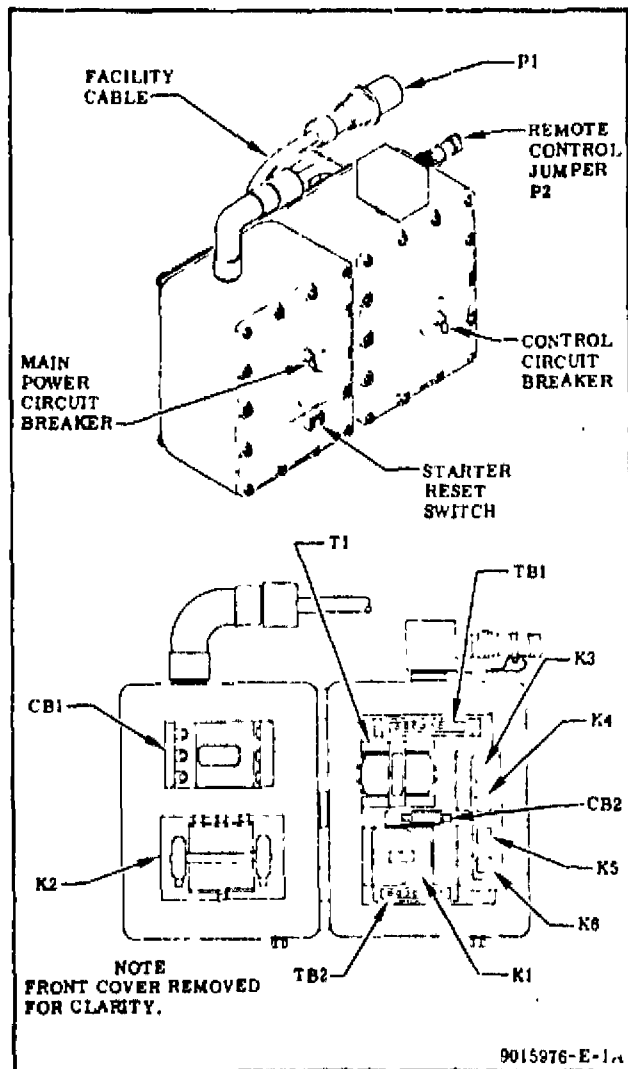 P1
FACILITY
CABLE
REMOTE
CONTROL
JUMPER
P2
MAIN
POWER
CIRCUIT
BREAKER
CONTROL
CIRCUIT
BREAKER
STARTER
RESET
SWITCH
T1
TB1
K3
CB1
K4
CB2
K2
K5
K6
TB2
K1
NOTE
FRONT COVER REMOVED
FOR CLARITY.
9015976-E-1A